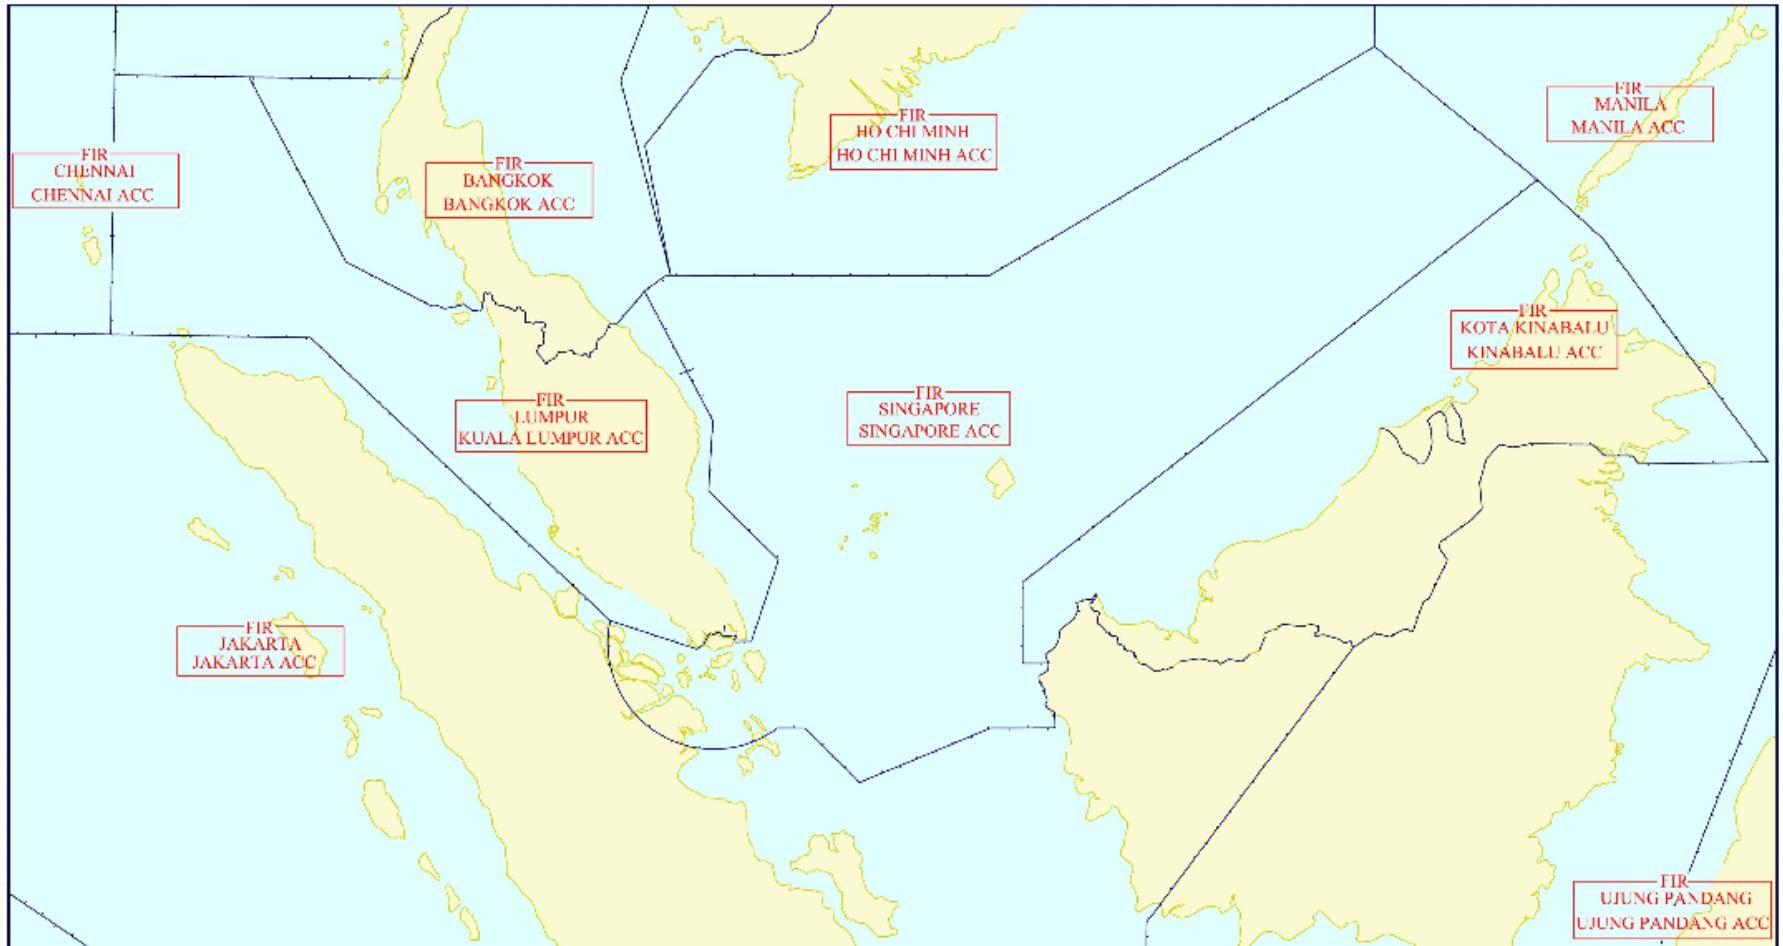 FIR
MANILA
MANILA ACC
FIR
HO CHI MINH
HO CHI MINH ACC
FIR
CHENNAI
CHENNAI ACC
FIR
BANGKOK
BANGKOK ACC
FIR
KOTA KINABALU
KINABALU ACC
FIR
LUMPUR
KUALA LUMPUR ACC
FIR
SINGAPORE
SINGAPORE ACC
FIR
JAKARTA
JAKARTA ACC
FIR
UJUNG PANDANG
UJUNG PANDANG ACC